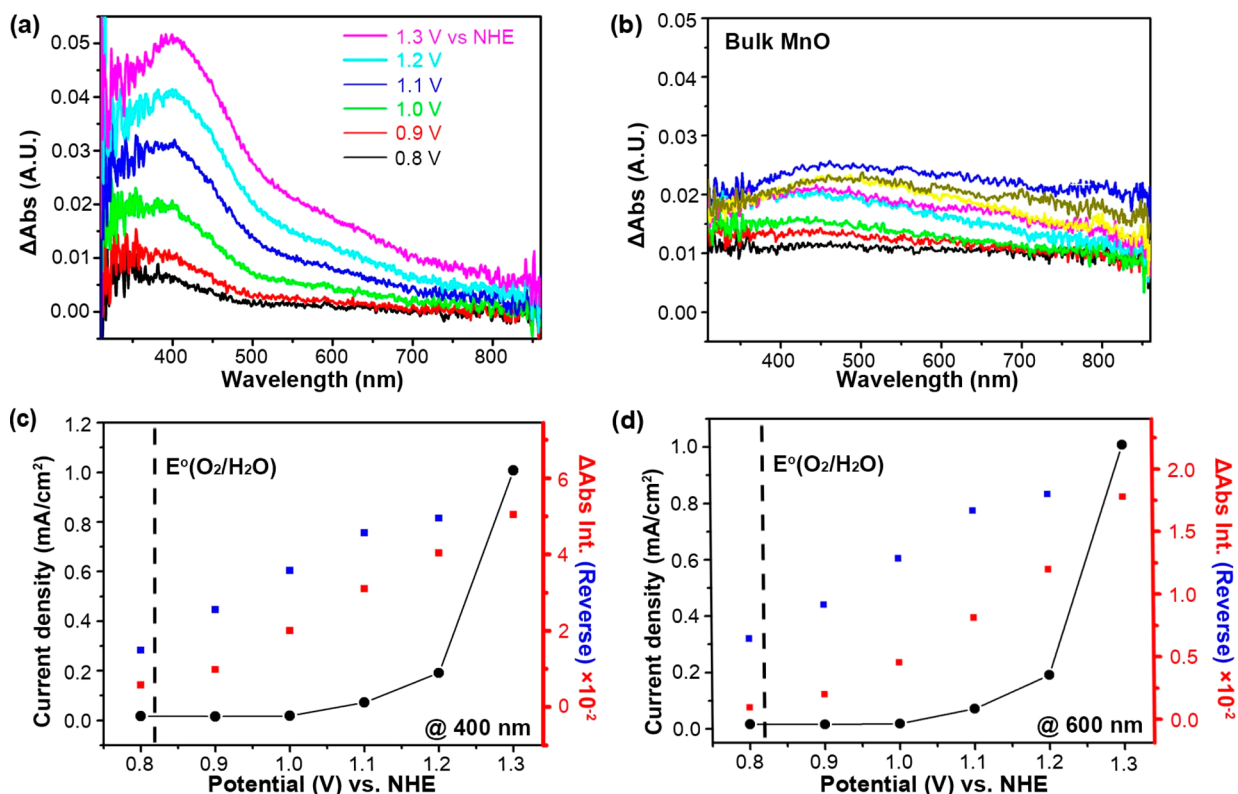 (a)
1.3 V vs NHE
1.2 V
1.1 V
1.0 V
0.9 V
0.8 V
0.05
0.04
0.03
0.02
0.01
0.00
ΔAbs (A.U.)
400 500 600 700 800
Wavelength (nm)
(b)
Bulk MnO
0.05
0.04
0.03
0.02
0.01
0.00
ΔAbs (A.U.)
400 500 600 700 800
Wavelength (nm)
(c)
E°(O₂/H₂O)
1.2
1.0
0.8
0.6
0.4
0.2
0.0
Current density (mA/cm²)
6
4
2
0
ΔAbs Int. (Reverse) ×10⁻²
@ 400 nm
0.8 0.9 1.0 1.1 1.2 1.3
Potential (V) vs. NHE
(d)
E°(O₂/H₂O)
1.0
0.8
0.6
0.4
0.2
0.0
Current density (mA/cm²)
2.0
1.5
1.0
0.5
0.0
ΔAbs Int. (Reverse) ×10⁻²
@ 600 nm
0.8 0.9 1.0 1.1 1.2 1.3
Potential (V) vs. NHE